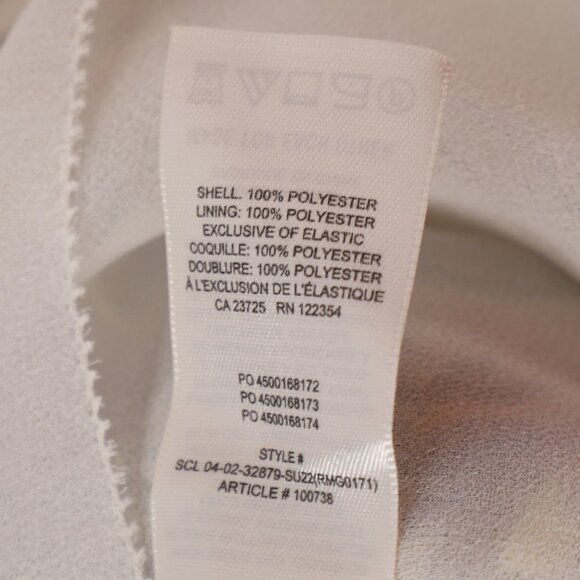 SHELL: 100% POLYESTER
LINING: 100% POLYESTER
EXCLUSIVE OF ELASTIC
COQUILLE: 100% POLYESTER
DOUBLURE: 100% POLYESTER
À L'EXCLUSION DE L'ÉLASTIQUE
CA 23725 RN 122354
PO 4500168172
PO 4500168173
PO 4500168174
STYLE #
SCL 04-02-32879-SU22(RMG0171)
ARTICLE # 100738